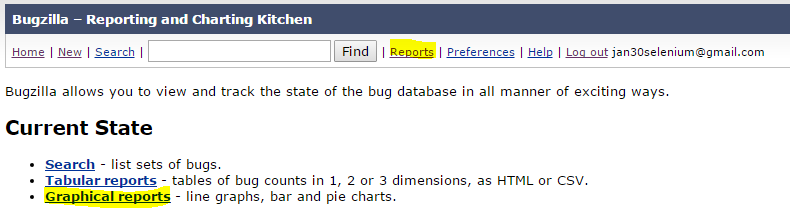 Bugzilla – Reporting and Charting Kitchen
Home | New | Search | Find | Reports | Preferences | Help | Log out jan30selenium@gmail.com
Bugzilla allows you to view and track the state of the bug database in all manner of exciting ways.
Current State
• Search - list sets of bugs.
• Tabular reports - tables of bug counts in 1, 2 or 3 dimensions, as HTML or CSV.
• Graphical reports - line graphs, bar and pie charts.